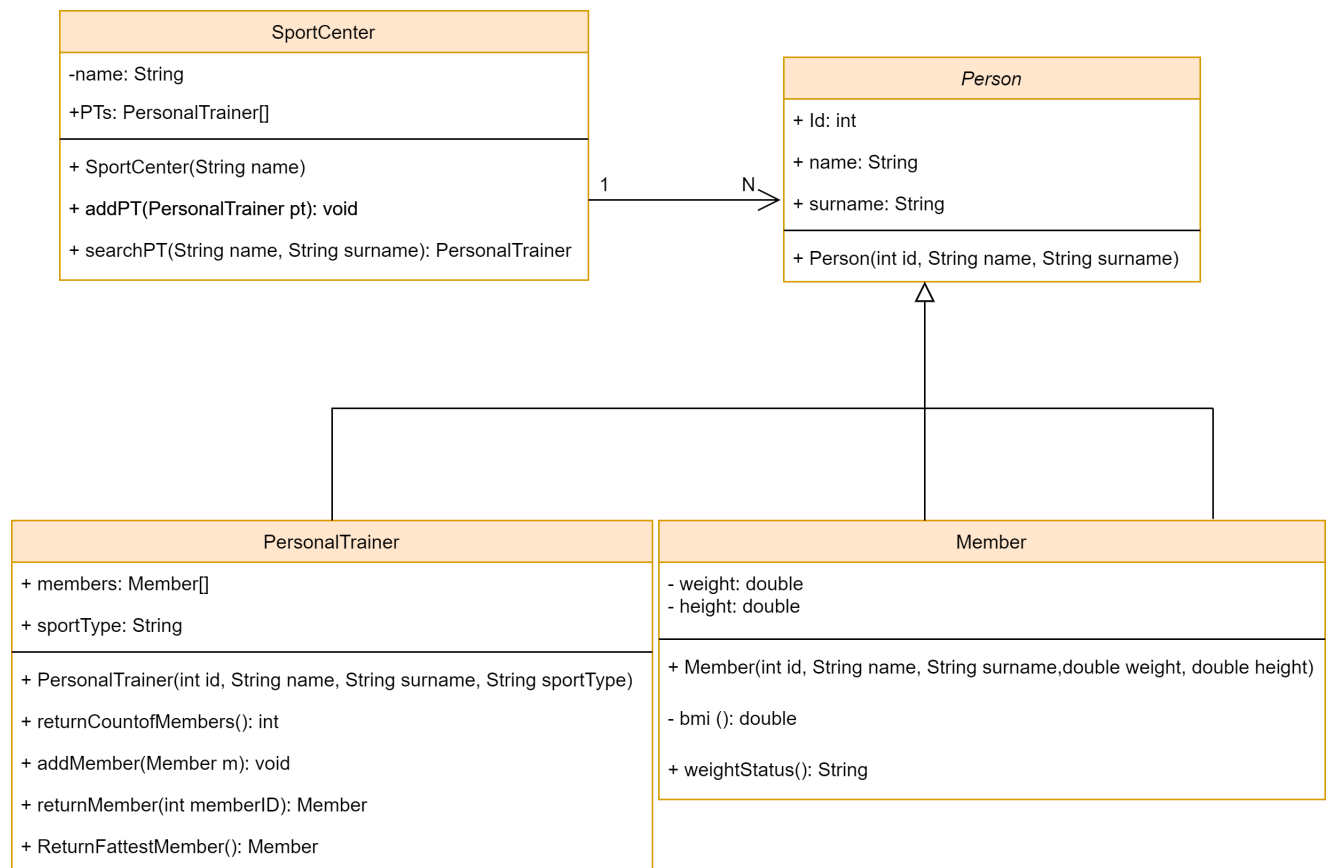 SportCenter
-name: String
+PTs: PersonalTrainer[]
+ SportCenter(String name)
+ addPT(PersonalTrainer pt): void
+ searchPT(String name, String surname): PersonalTrainer
1
N
Person
+ Id: int
+ name: String
+ surname: String
+ Person(int id, String name, String surname)
PersonalTrainer
+ members: Member[]
+ sportType: String
+ PersonalTrainer(int id, String name, String surname, String sportType)
+ returnCountofMembers(): int
+ addMember(Member m): void
+ returnMember(int memberID): Member
+ ReturnFattestMember(): Member
Member
- weight: double
- height: double
+ Member(int id, String name, String surname,double weight, double height)
- bmi (): double
+ weightStatus(): String